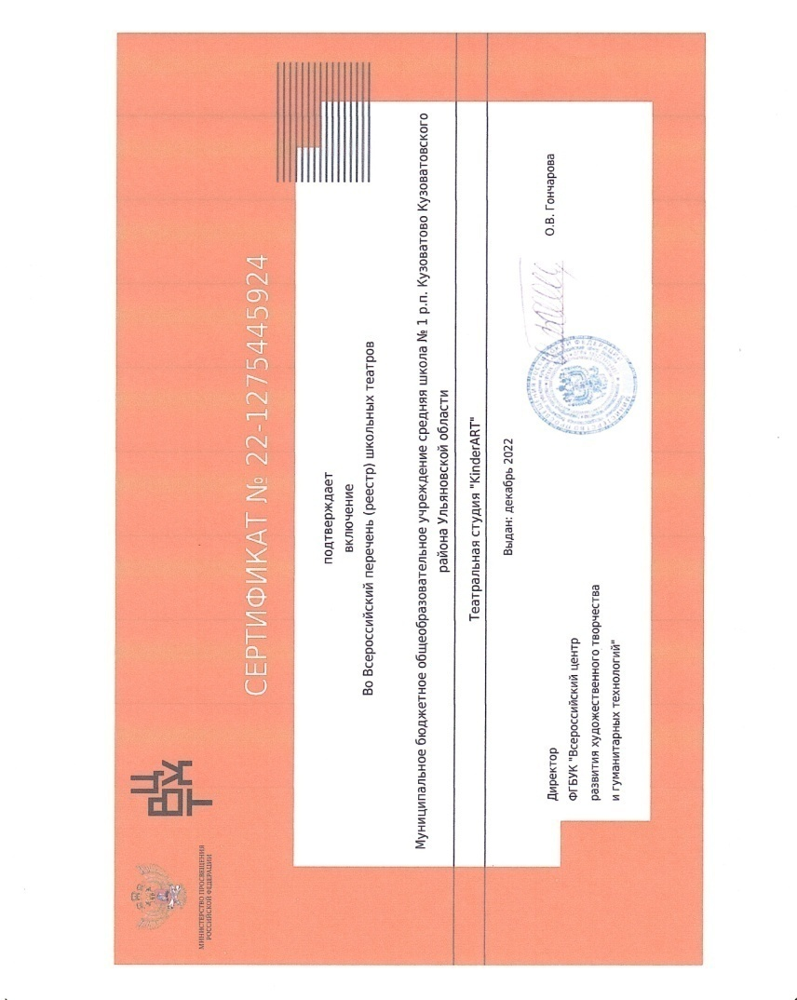 МИНИСТЕРСТВО ПРОСВЕЩЕНИЯ
РОССИЙСКОЙ ФЕДЕРАЦИИ
ВЦ
ТХ
СЕРТИФИКАТ № 22-1275445924
подтверждает
включение
Во Всероссийский перечень (реестр) школьных театров
Муниципальное бюджетное общеобразовательное учреждение средняя школа № 1 р.п. Кузоватово Кузоватовского
района Ульяновской области
Театральная студия "KinderART"
Выдан: декабрь 2022
Директор
ФГБУК "Всероссийский центр
развития художественного творчества
и гуманитарных технологий"
О.В. Гончарова